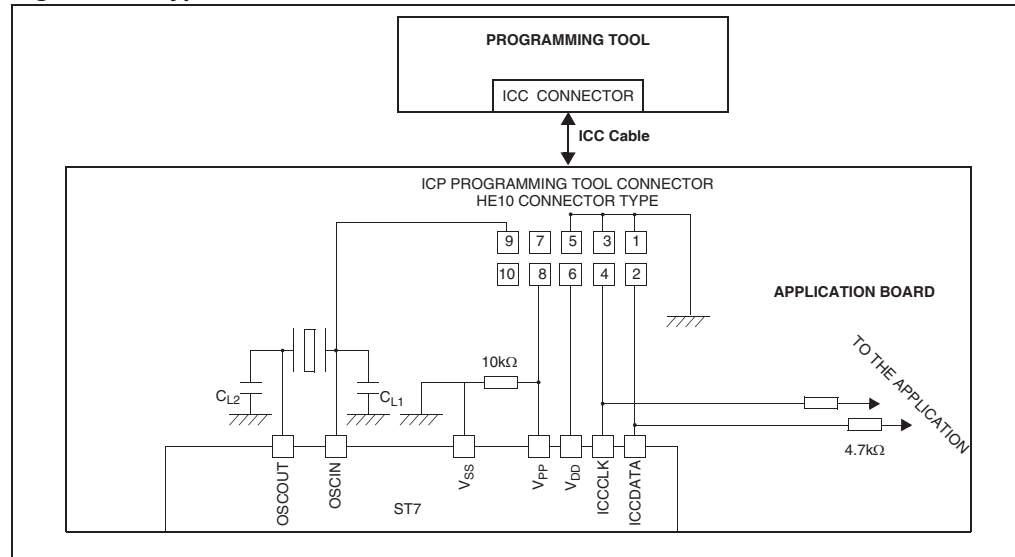 PROGRAMMING TOOL
ICC CONNECTOR
ICC Cable
ICP PROGRAMMING TOOL CONNECTOR
HE10 CONNECTOR TYPE
9 7 5 3 1
10 8 6 4 2
APPLICATION BOARD
TO THE APPLICATION
10kΩ
CL2
CL1
4.7kΩ
OSCOUT
OSCIN
VSS
VPP
VDD
ICCCLK
ICCDATA
ST7